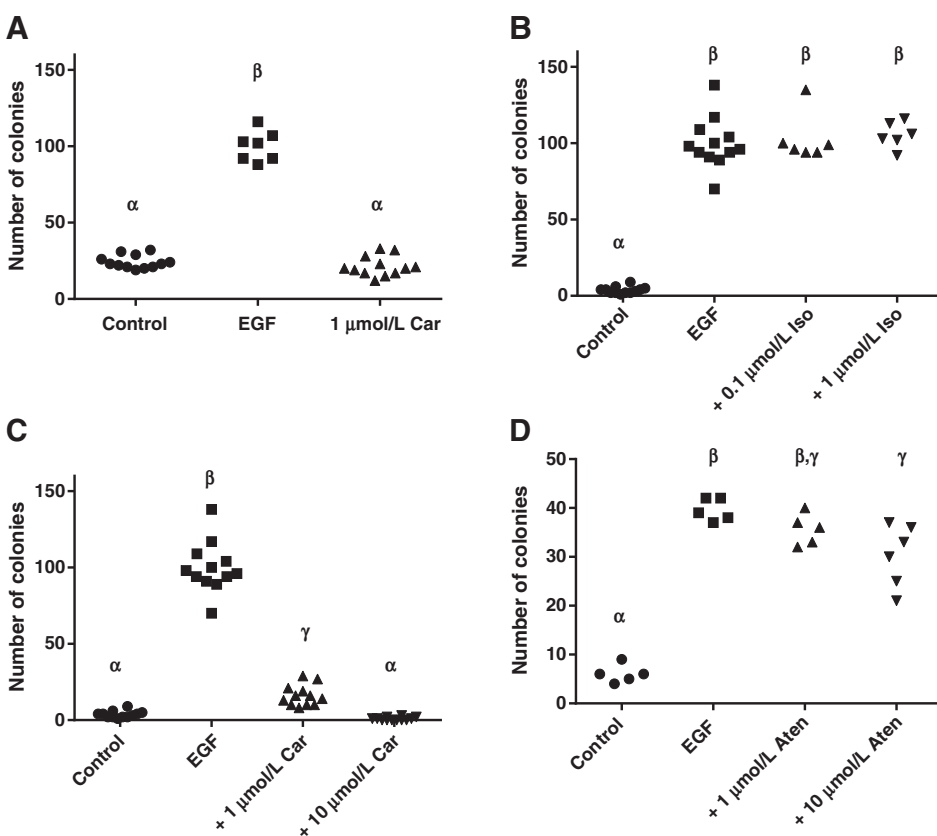 A
Number of colonies
150
100
50
0
α
β
α
Control
EGF
1 μmol/L Car
B
Number of colonies
150
100
50
0
α
β
β
β
Control
EGF
+ 0.1 μmol/L Iso
+ 1 μmol/L Iso
C
Number of colonies
150
100
50
0
α
β
γ
α
Control
EGF
+ 1 μmol/L Car
+ 10 μmol/L Car
D
Number of colonies
50
40
30
20
10
0
α
β
β,γ
γ
Control
EGF
+ 1 μmol/L Aten
+ 10 μmol/L Aten